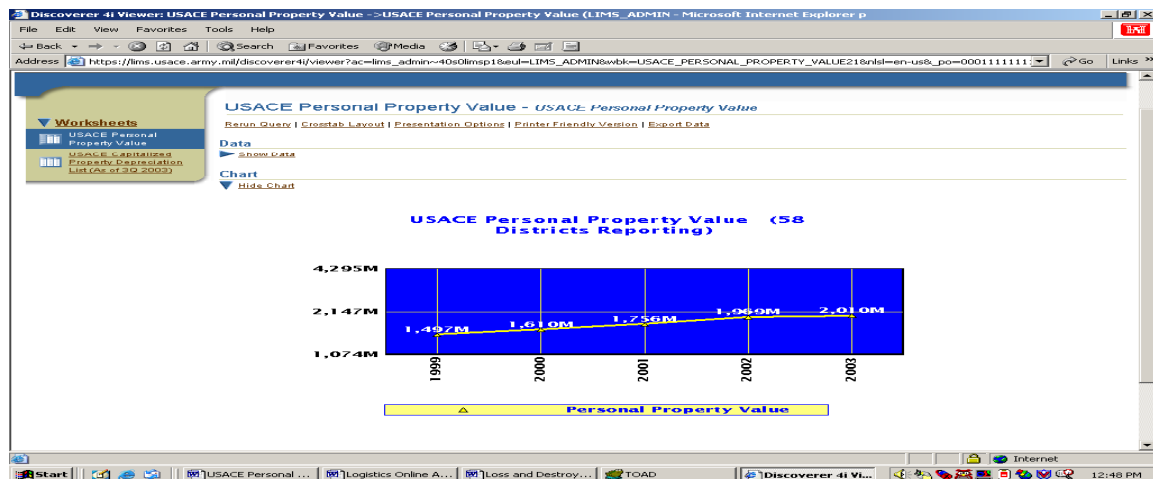 Discoverer 4i Viewer: USACE Personal Property Value ->USACE Personal Property Value (LIMS_ADMIN - Microsoft Internet Explorer p
File Edit View Favorites Tools Help
Back Search Favorites Media
Address https://lims.usace.army.mil/discoverer4i/viewer?ac=lims_admin~40s0limsp1&eul=LIMS_ADMIN&wbk=USACE_PERSONAL_PROPERTY_VALUE21&nlsl=en-us&_po=0001111111: Go Links »
USACE Personal Property Value - USACE Personal Property Value
Worksheets
Rerun Query | Crosstab Layout | Presentation Options | Printer Friendly Version | Export Data
USACE Personal
Property Value
Data
USACE Capitalized
Property Depreciation
List (As of 3Q 2003)
Show Data
Chart
Hide Chart
USACE Personal Property Value (58
Districts Reporting)
4,295M
2,147M
1,074M
1,497M 1,610M 1,756M 1,969M 2,010M
1999 2000 2001 2002 2003
Personal Property Value
Internet
Start USACE Personal ... Logistics Online A... Loss and Destroy... TOAD Discoverer 4i Vi... 12:48 PM